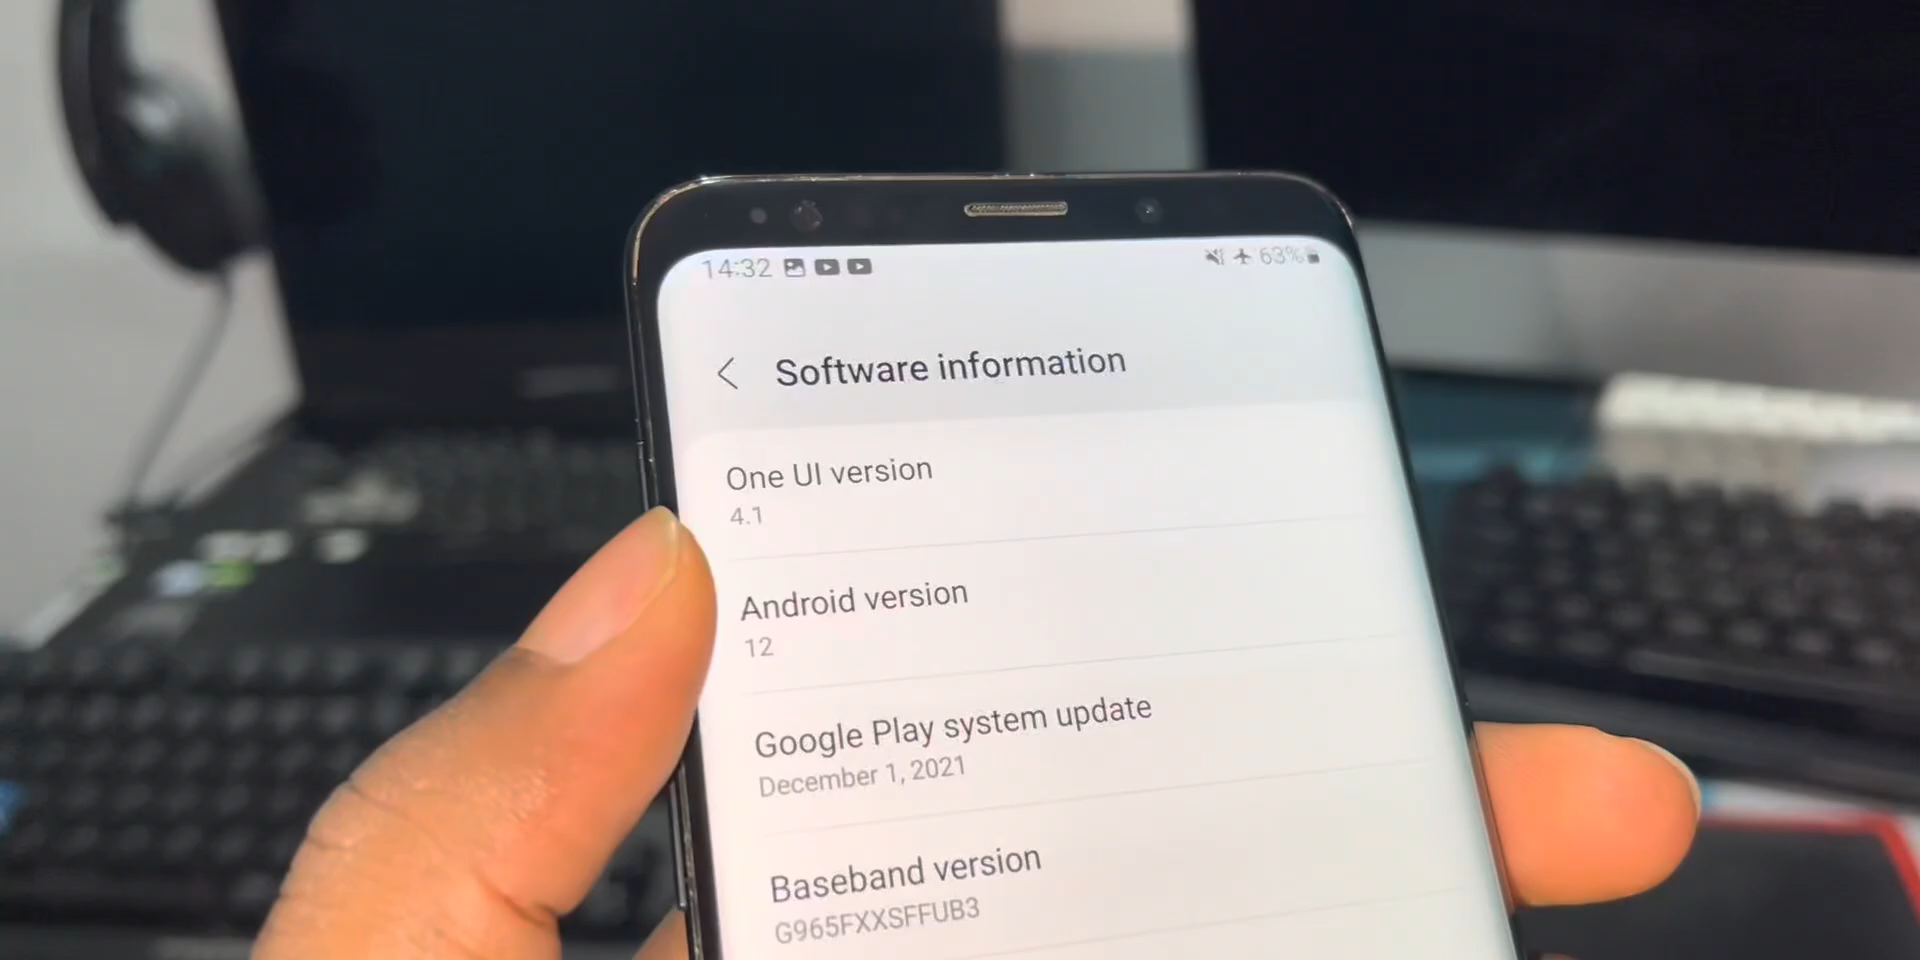 14:32 63%
Software information
One UI version
4.1
Android version
12
Google Play system update
December 1, 2021
Baseband version
G965FXXSFFUB3